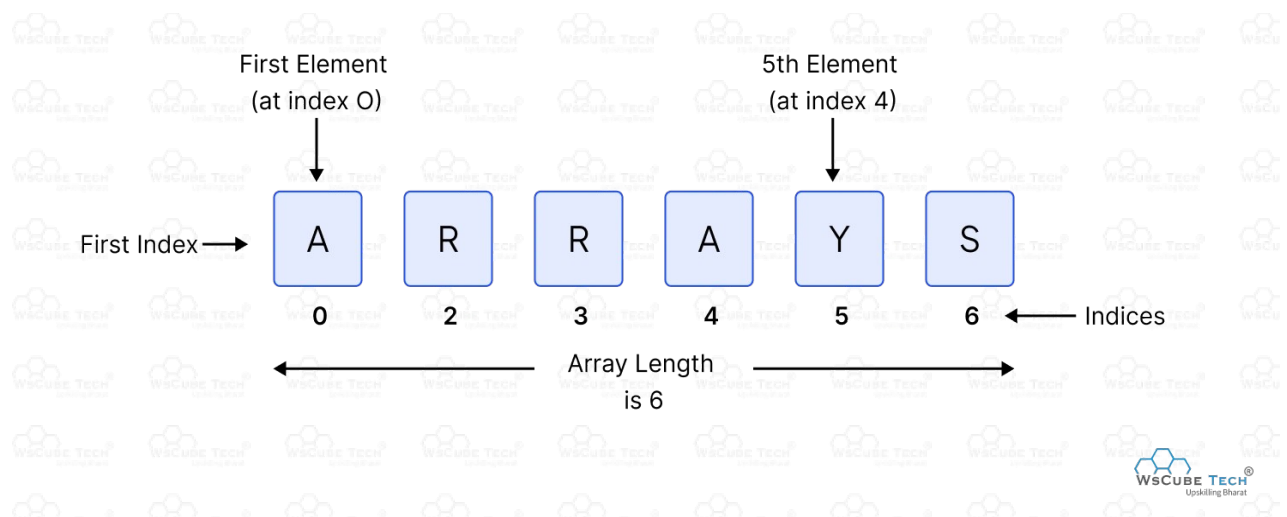 First Element
(at index O)
5th Element
(at index 4)
First Index
A R R A Y S
0 2 3 4 5 6
Indices
Array Length
is 6
WsCube Tech®
Upskilling Bharat